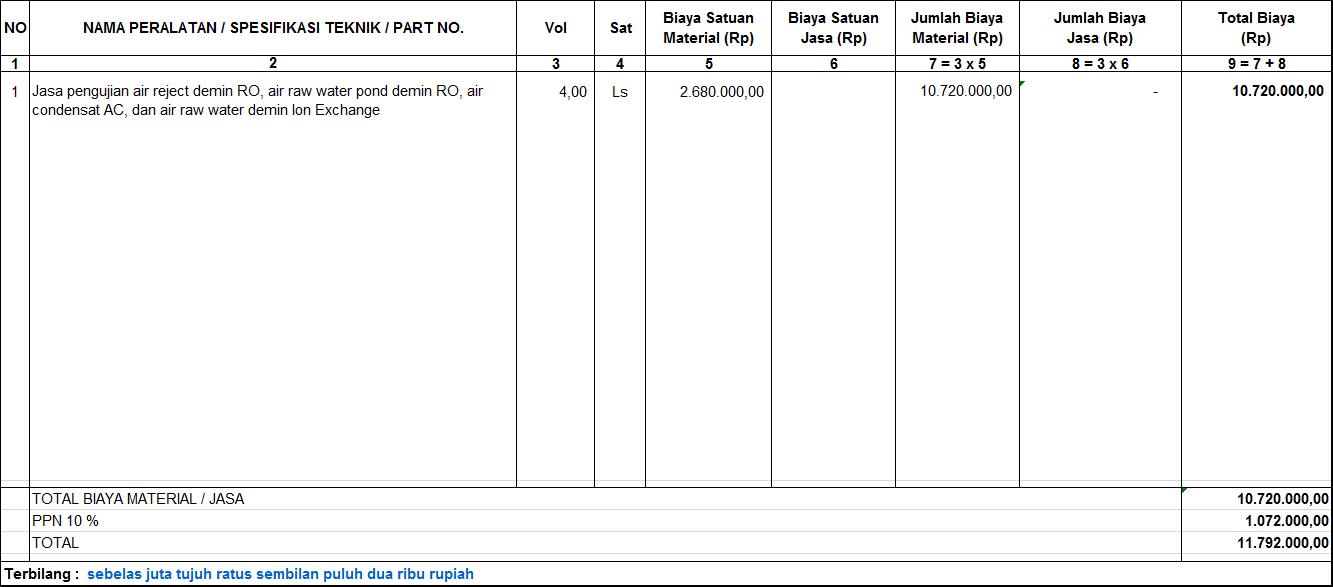 NO NAMA PERALATAN / SPESIFIKASI TEKNIK / PART NO. Vol Sat Biaya Satuan Material (Rp) Biaya Satuan Jasa (Rp) Jumlah Biaya Material (Rp) Jumlah Biaya Jasa (Rp) Total Biaya (Rp)
1 2 3 4 5 6 7 = 3 x 5 8 = 3 x 6 9 = 7 + 8
1 Jasa pengujian air reject demin RO, air raw water pond demin RO, air 4,00 Ls 2.680.000,00 10.720.000,00 - 10.720.000,00
condensat AC, dan air raw water demin Ion Exchange
TOTAL BIAYA MATERIAL / JASA 10.720.000,00
PPN 10 % 1.072.000,00
TOTAL 11.792.000,00
Terbilang : sebelas juta tujuh ratus sembilan puluh dua ribu rupiah